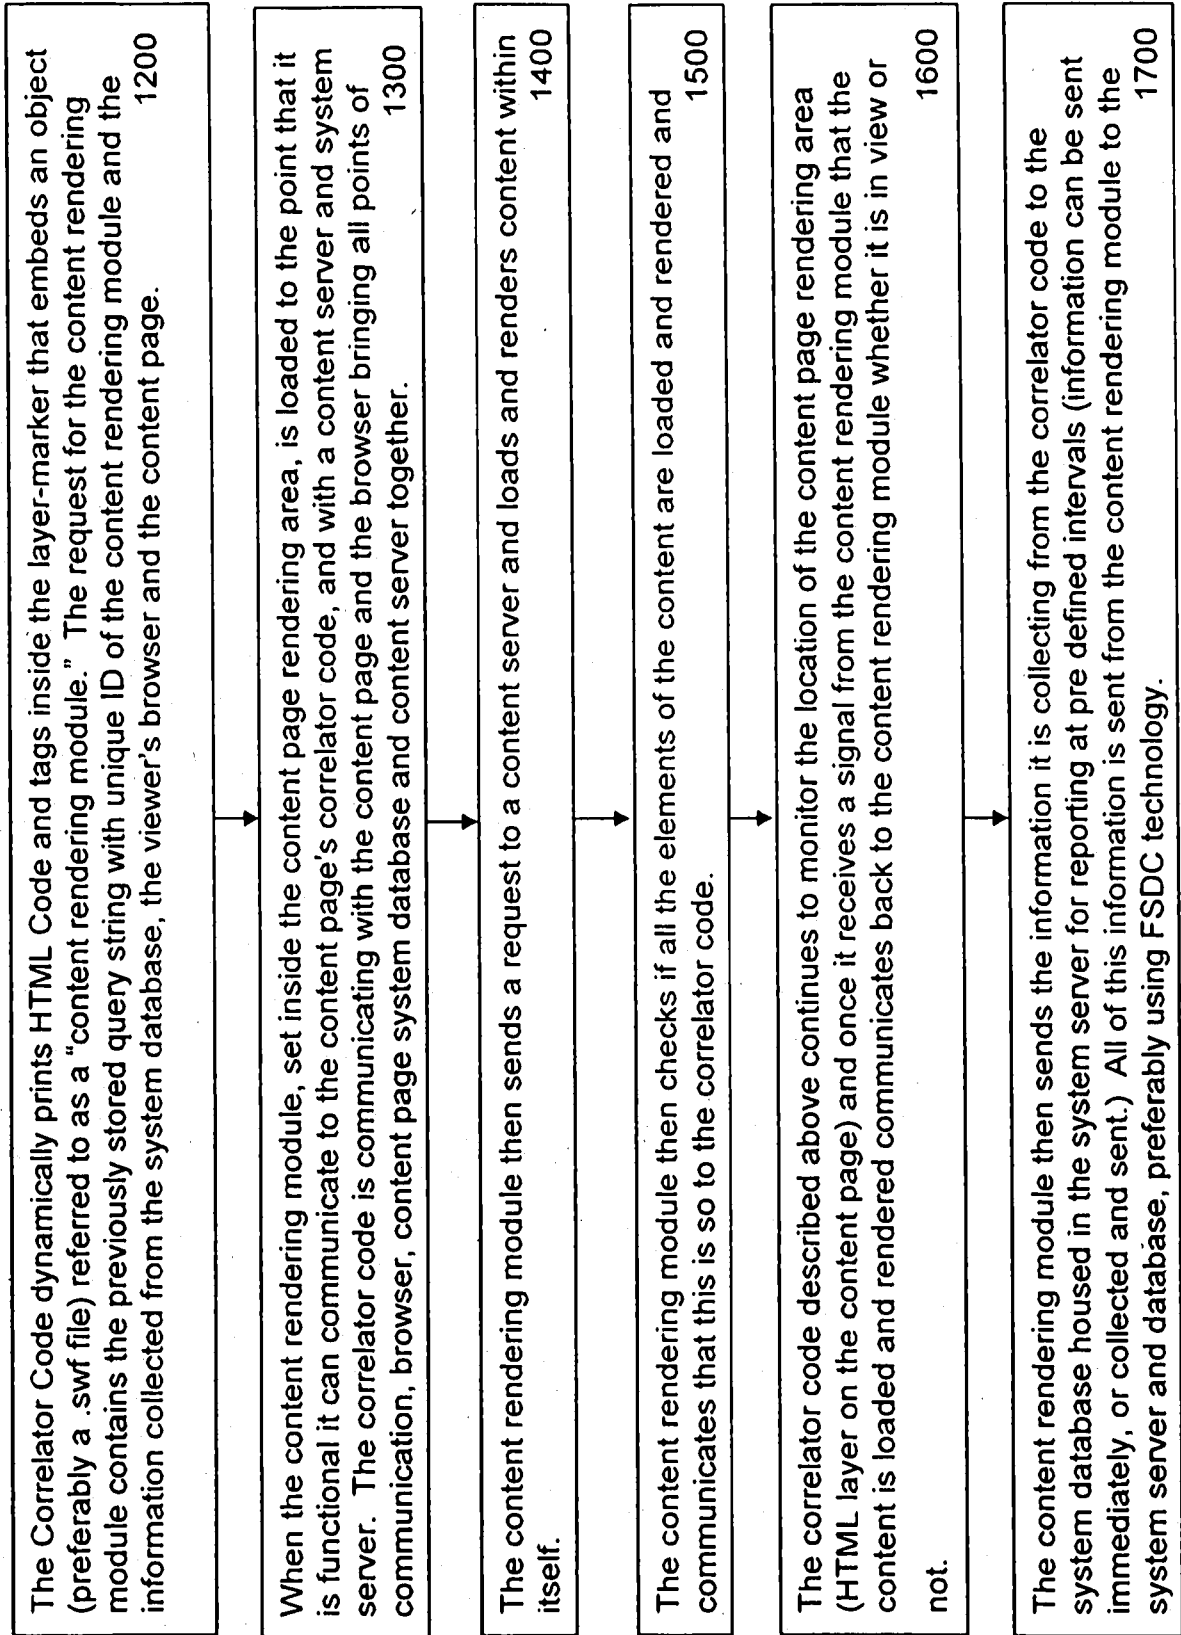 The Correlator Code dynamically prints HTML Code and tags inside the layer-marker that embeds an object
(preferably a .swf file) referred to as a “content rendering module.” The request for the content rendering
module contains the previously stored query string with unique ID of the content rendering module and the
information collected from the system database, the viewer's browser and the content page. 1200
When the content rendering module, set inside the content page rendering area, is loaded to the point that it
is functional it can communicate to the content page's correlator code, and with a content server and system
server. The correlator code is communicating with the content page and the browser bringing all points of
communication, browser, content page system database and content server together. 1300
The content rendering module then sends a request to a content server and loads and renders content within
itself. 1400
The content rendering module then checks if all the elements of the content are loaded and rendered and
communicates that this is so to the correlator code. 1500
The correlator code described above continues to monitor the location of the content page rendering area
(HTML layer on the content page) and once it receives a signal from the content rendering module that the
content is loaded and rendered communicates back to the content rendering module whether it is in view or
not. 1600
The content rendering module then sends the information it is collecting from the correlator code to the
system database housed in the system server for reporting at pre defined intervals (information can be sent
immediately, or collected and sent.) All of this information is sent from the content rendering module to the
system server and database, preferably using FSDC technology. 1700